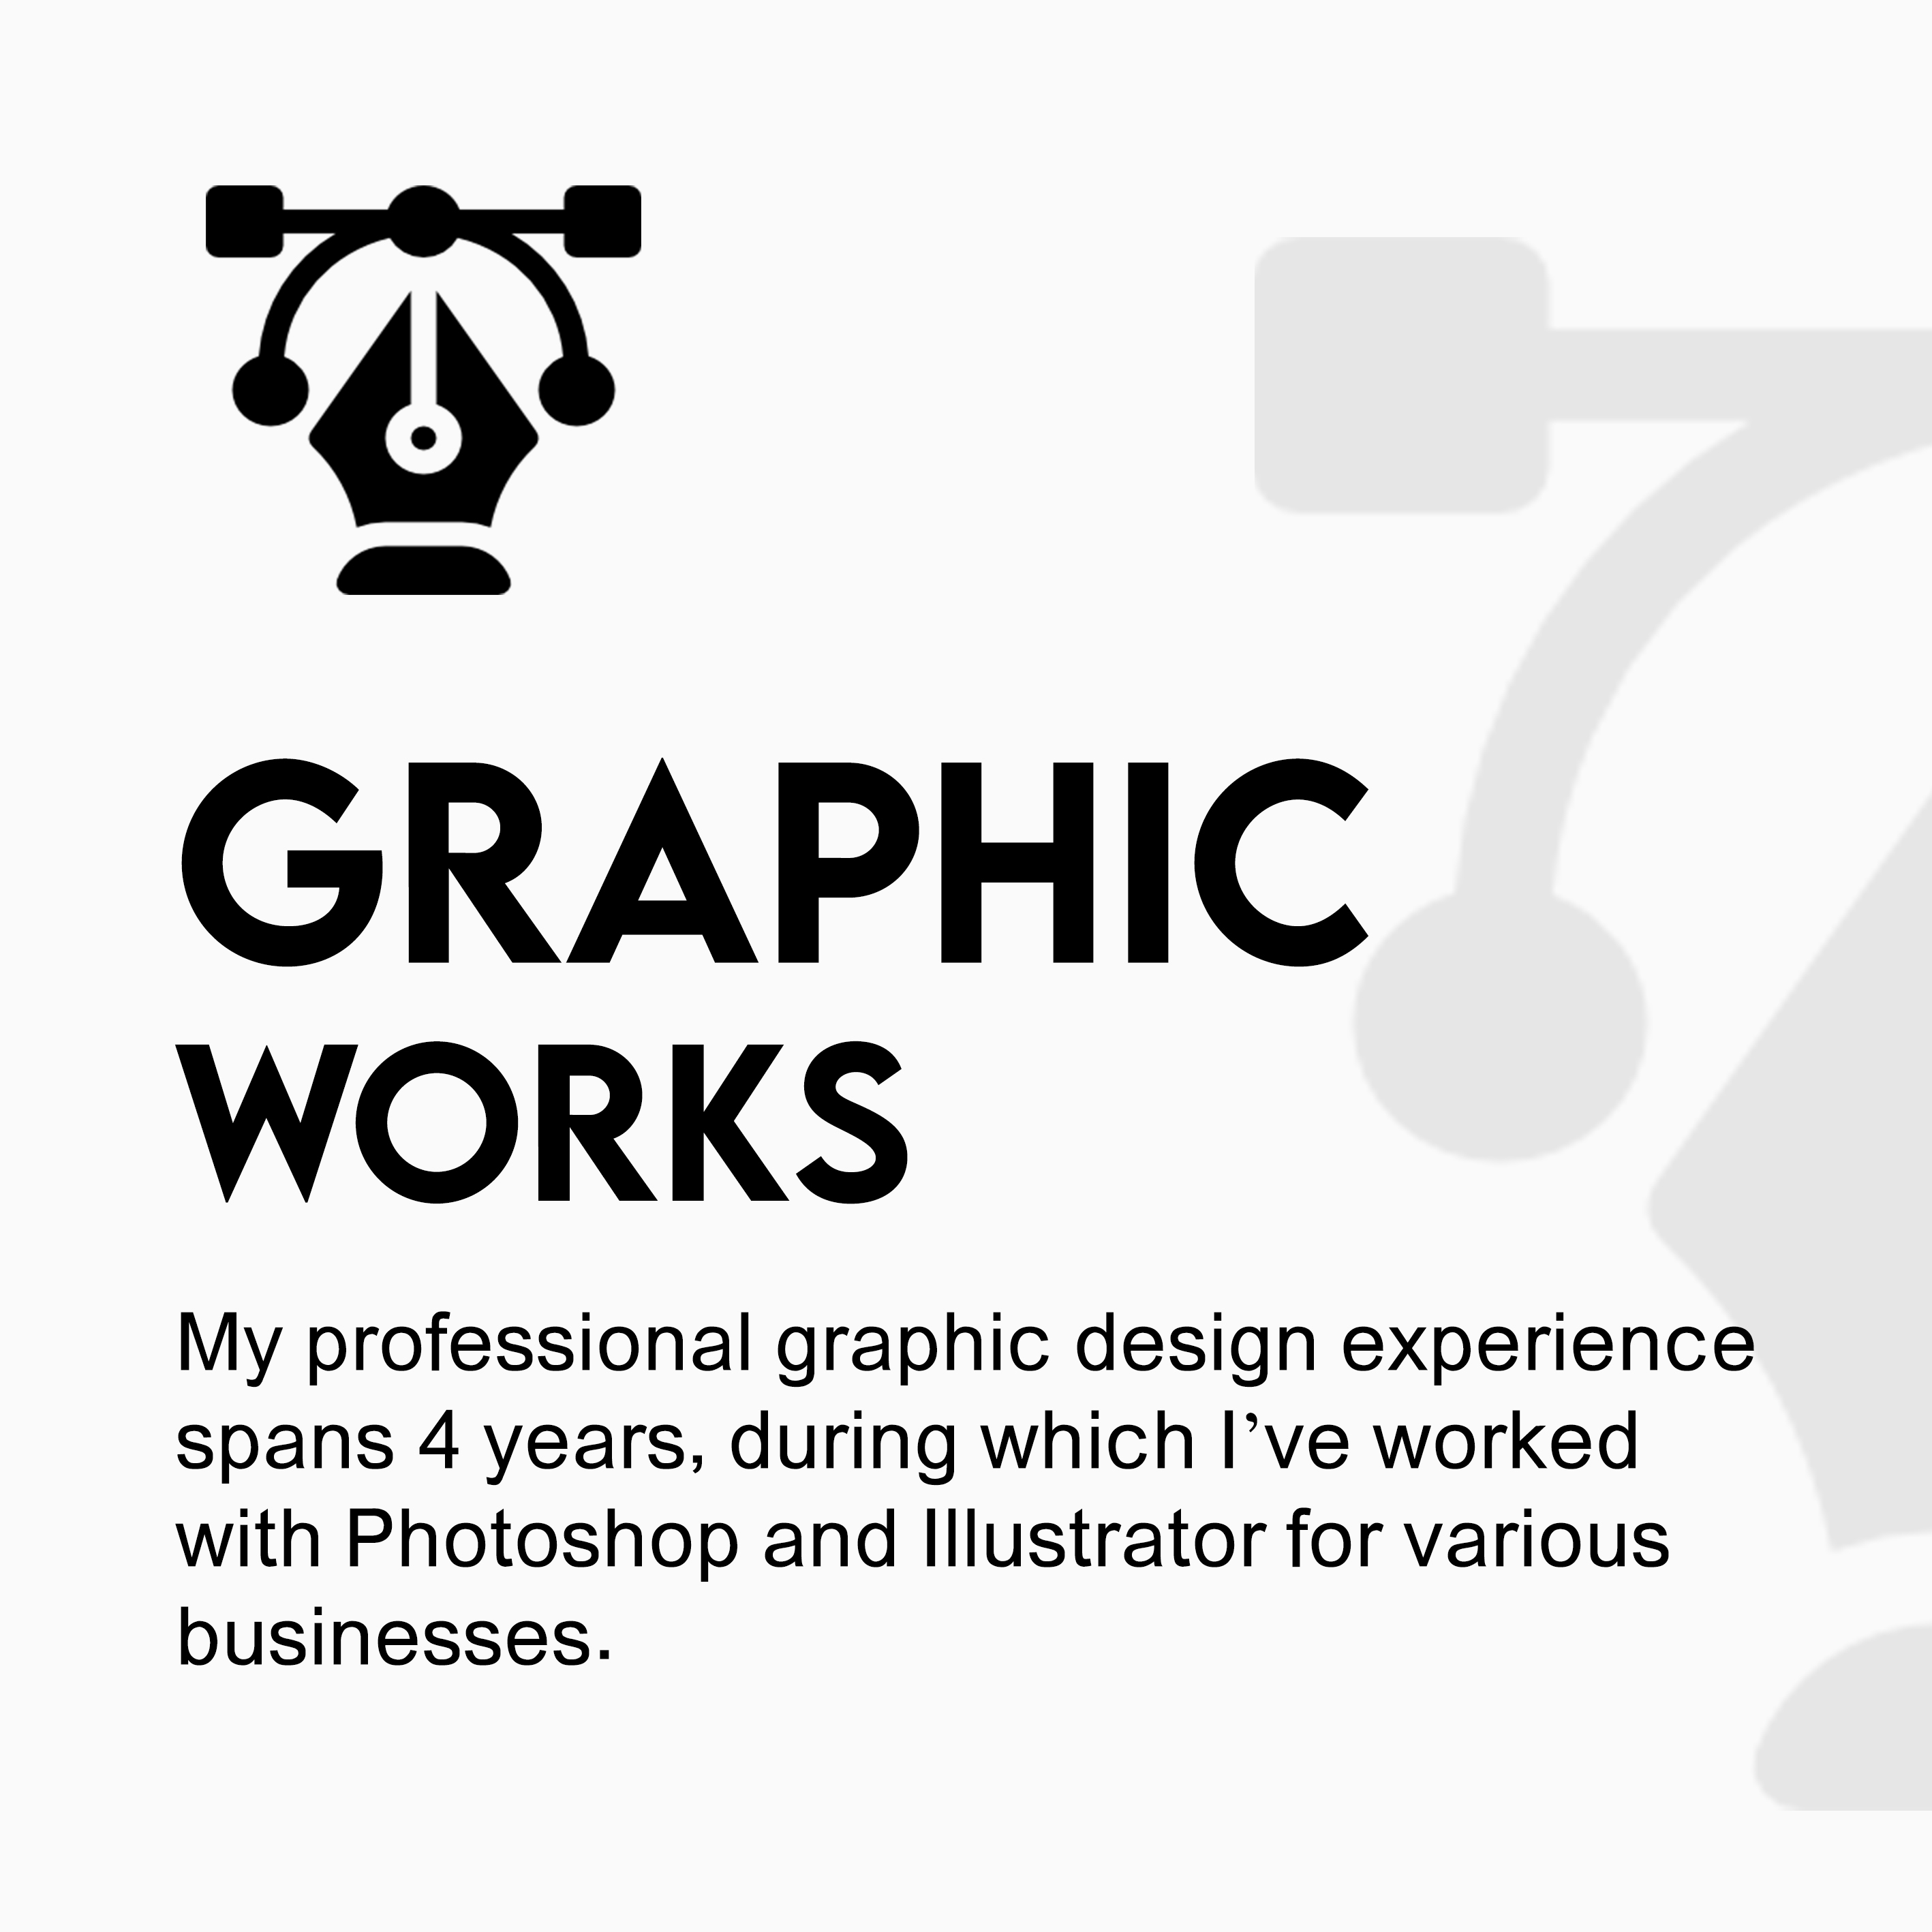 GRAPHIC
WORKS
My professional graphic design experience
spans 4 years, during which I’ve worked
with Photoshop and Illustrator for various
businesses.